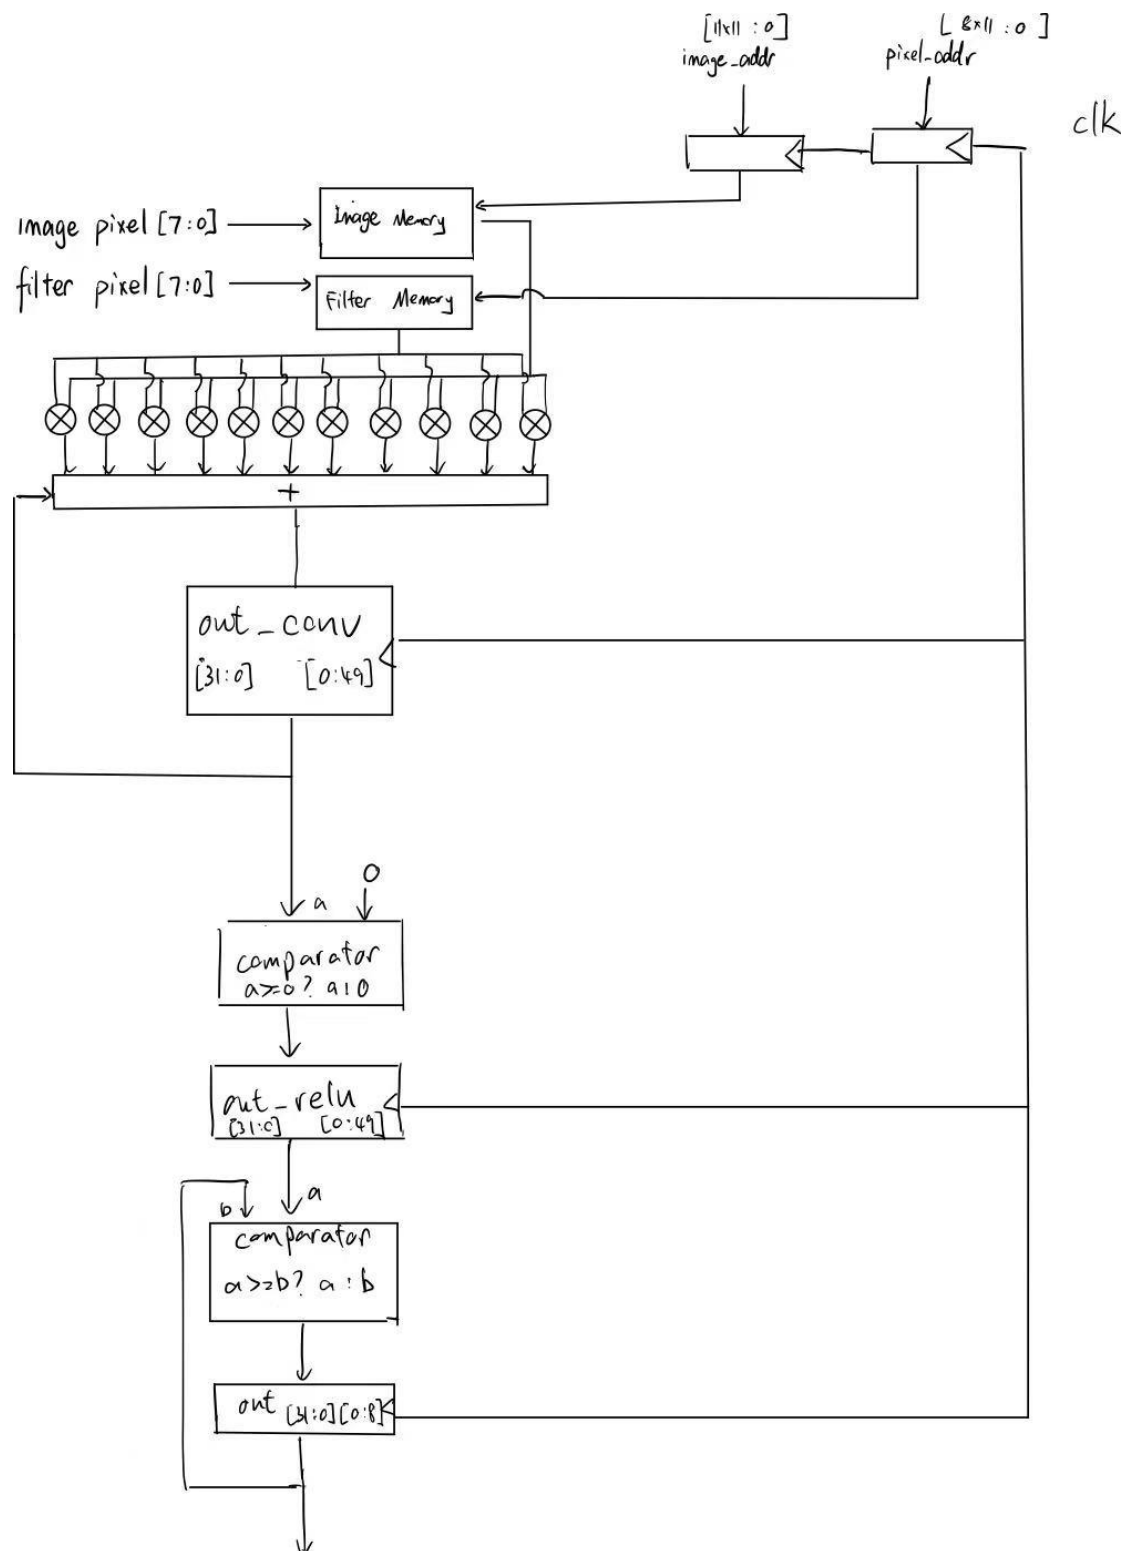 [11x11 : 0]
image_addr
[ 8x11 : 0 ]
pixel_addr
clk
image pixel [7:0]
Image Memory
filter pixel [7:0]
Filter Memory
+
out_conv
[31:0] [0:49]
0
a
comparator
a>=0? a:0
out_relu
[31:0] [0:49]
b
a
comparator
a>=b? a:b
out [31:0][0:8]